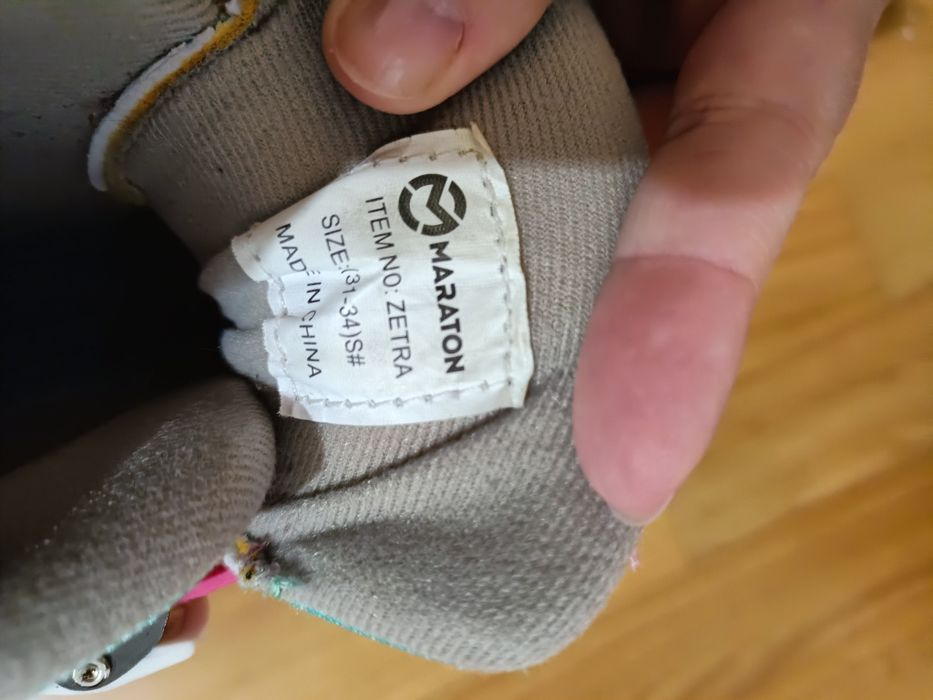 MARATON
ITEM NO: ZETRA
SIZE:(31-34)S#
MADE IN CHINA